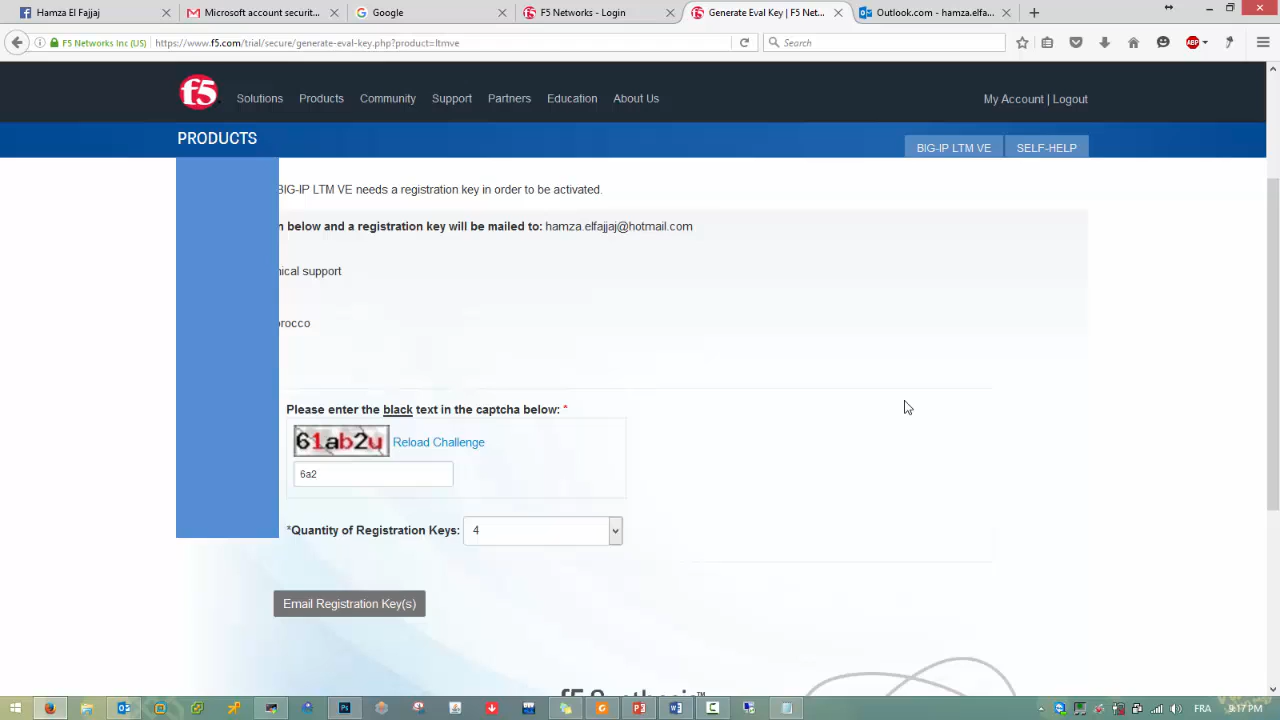 Hamza El Fajjaj
Microsoft account securit...
Google
F5 Networks - Login
Generate Eval Key | F5 Net...
Outlook.com - hamza.elfa...
F5 Networks Inc (US)
https://www.f5.com/trial/secure/generate-eval-key.php?product=ltmve
Search
ABP
f5
Solutions
Products
Community
Support
Partners
Education
About Us
My Account | Logout
PRODUCTS
BIG-IP LTM VE
SELF-HELP
BIG-IP LTM VE needs a registration key in order to be activated.
n below and a registration key will be mailed to: hamza.elfajjaj@hotmail.com
nical support
orocco
Please enter the black text in the captcha below: *
61ab2u
Reload Challenge
6a2
*Quantity of Registration Keys:
4
Email Registration Key(s)
f5 Synthesis™
FRA
9:17 PM